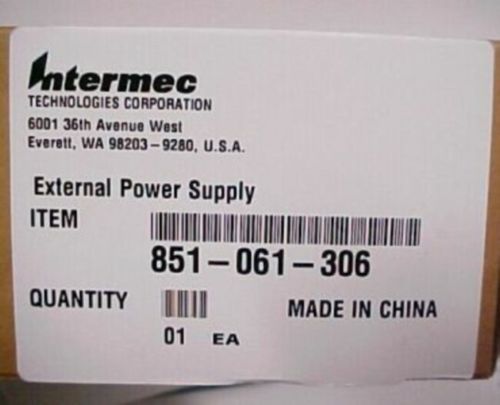 Intermec
TECHNOLOGIES CORPORATION
6001 36th Avenue West
Everett, WA 98203-9280, U.S.A.
External Power Supply
ITEM
851-061-306
QUANTITY
MADE IN CHINA
01 EA